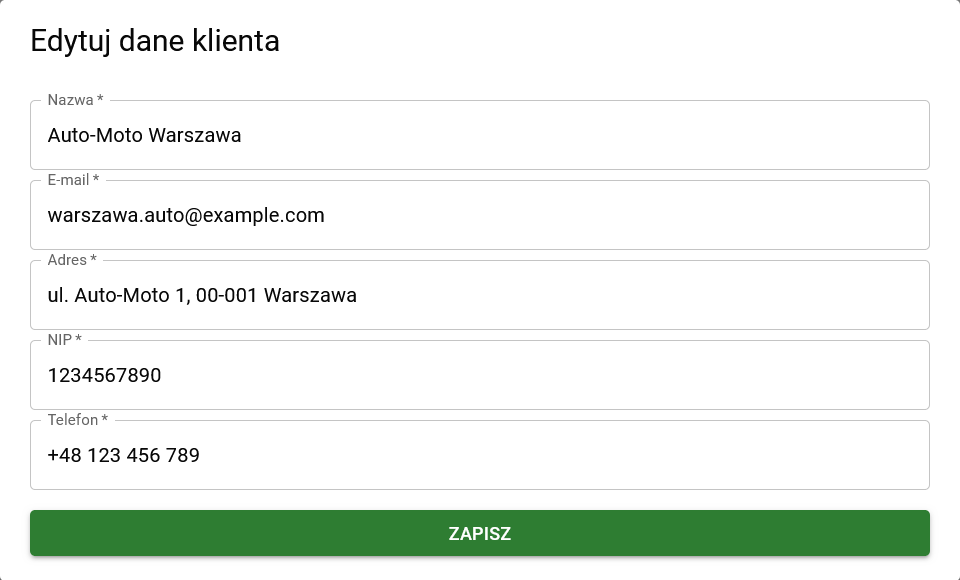 Edytuj dane klienta
Nazwa *
Auto-Moto Warszawa
E-mail *
warszawa.auto@example.com
Adres *
ul. Auto-Moto 1, 00-001 Warszawa
NIP *
1234567890
Telefon *
+48 123 456 789
ZAPISZ